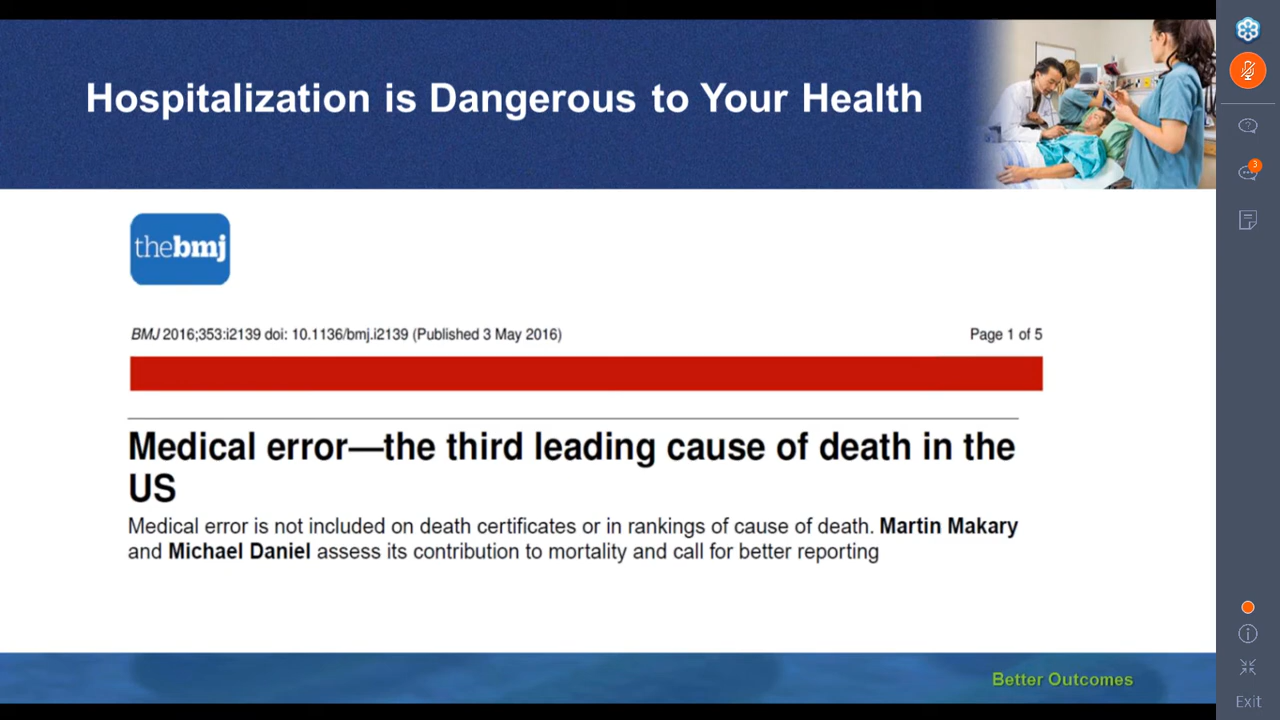 Hospitalization is Dangerous to Your Health
thebmj
BMJ 2016;353:i2139 doi: 10.1136/bmj.i2139 (Published 3 May 2016)
Page 1 of 5
Medical error—the third leading cause of death in the
US
Medical error is not included on death certificates or in rankings of cause of death. Martin Makary
and Michael Daniel assess its contribution to mortality and call for better reporting
Better Outcomes
?
3
i
Exit